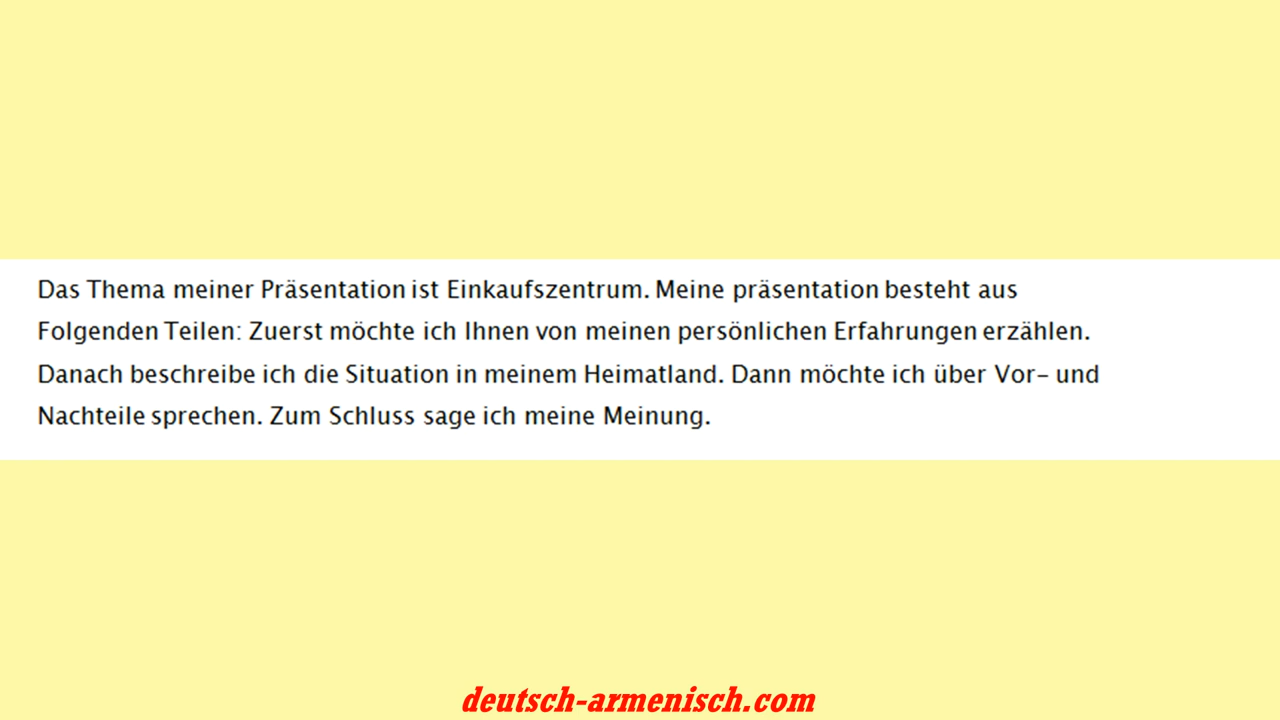 Das Thema meiner Präsentation ist Einkaufszentrum. Meine präsentation besteht aus
Folgenden Teilen: Zuerst möchte ich Ihnen von meinen persönlichen Erfahrungen erzählen.
Danach beschreibe ich die Situation in meinem Heimatland. Dann möchte ich über Vor– und
Nachteile sprechen. Zum Schluss sage ich meine Meinung.
deutsch-armenisch.com